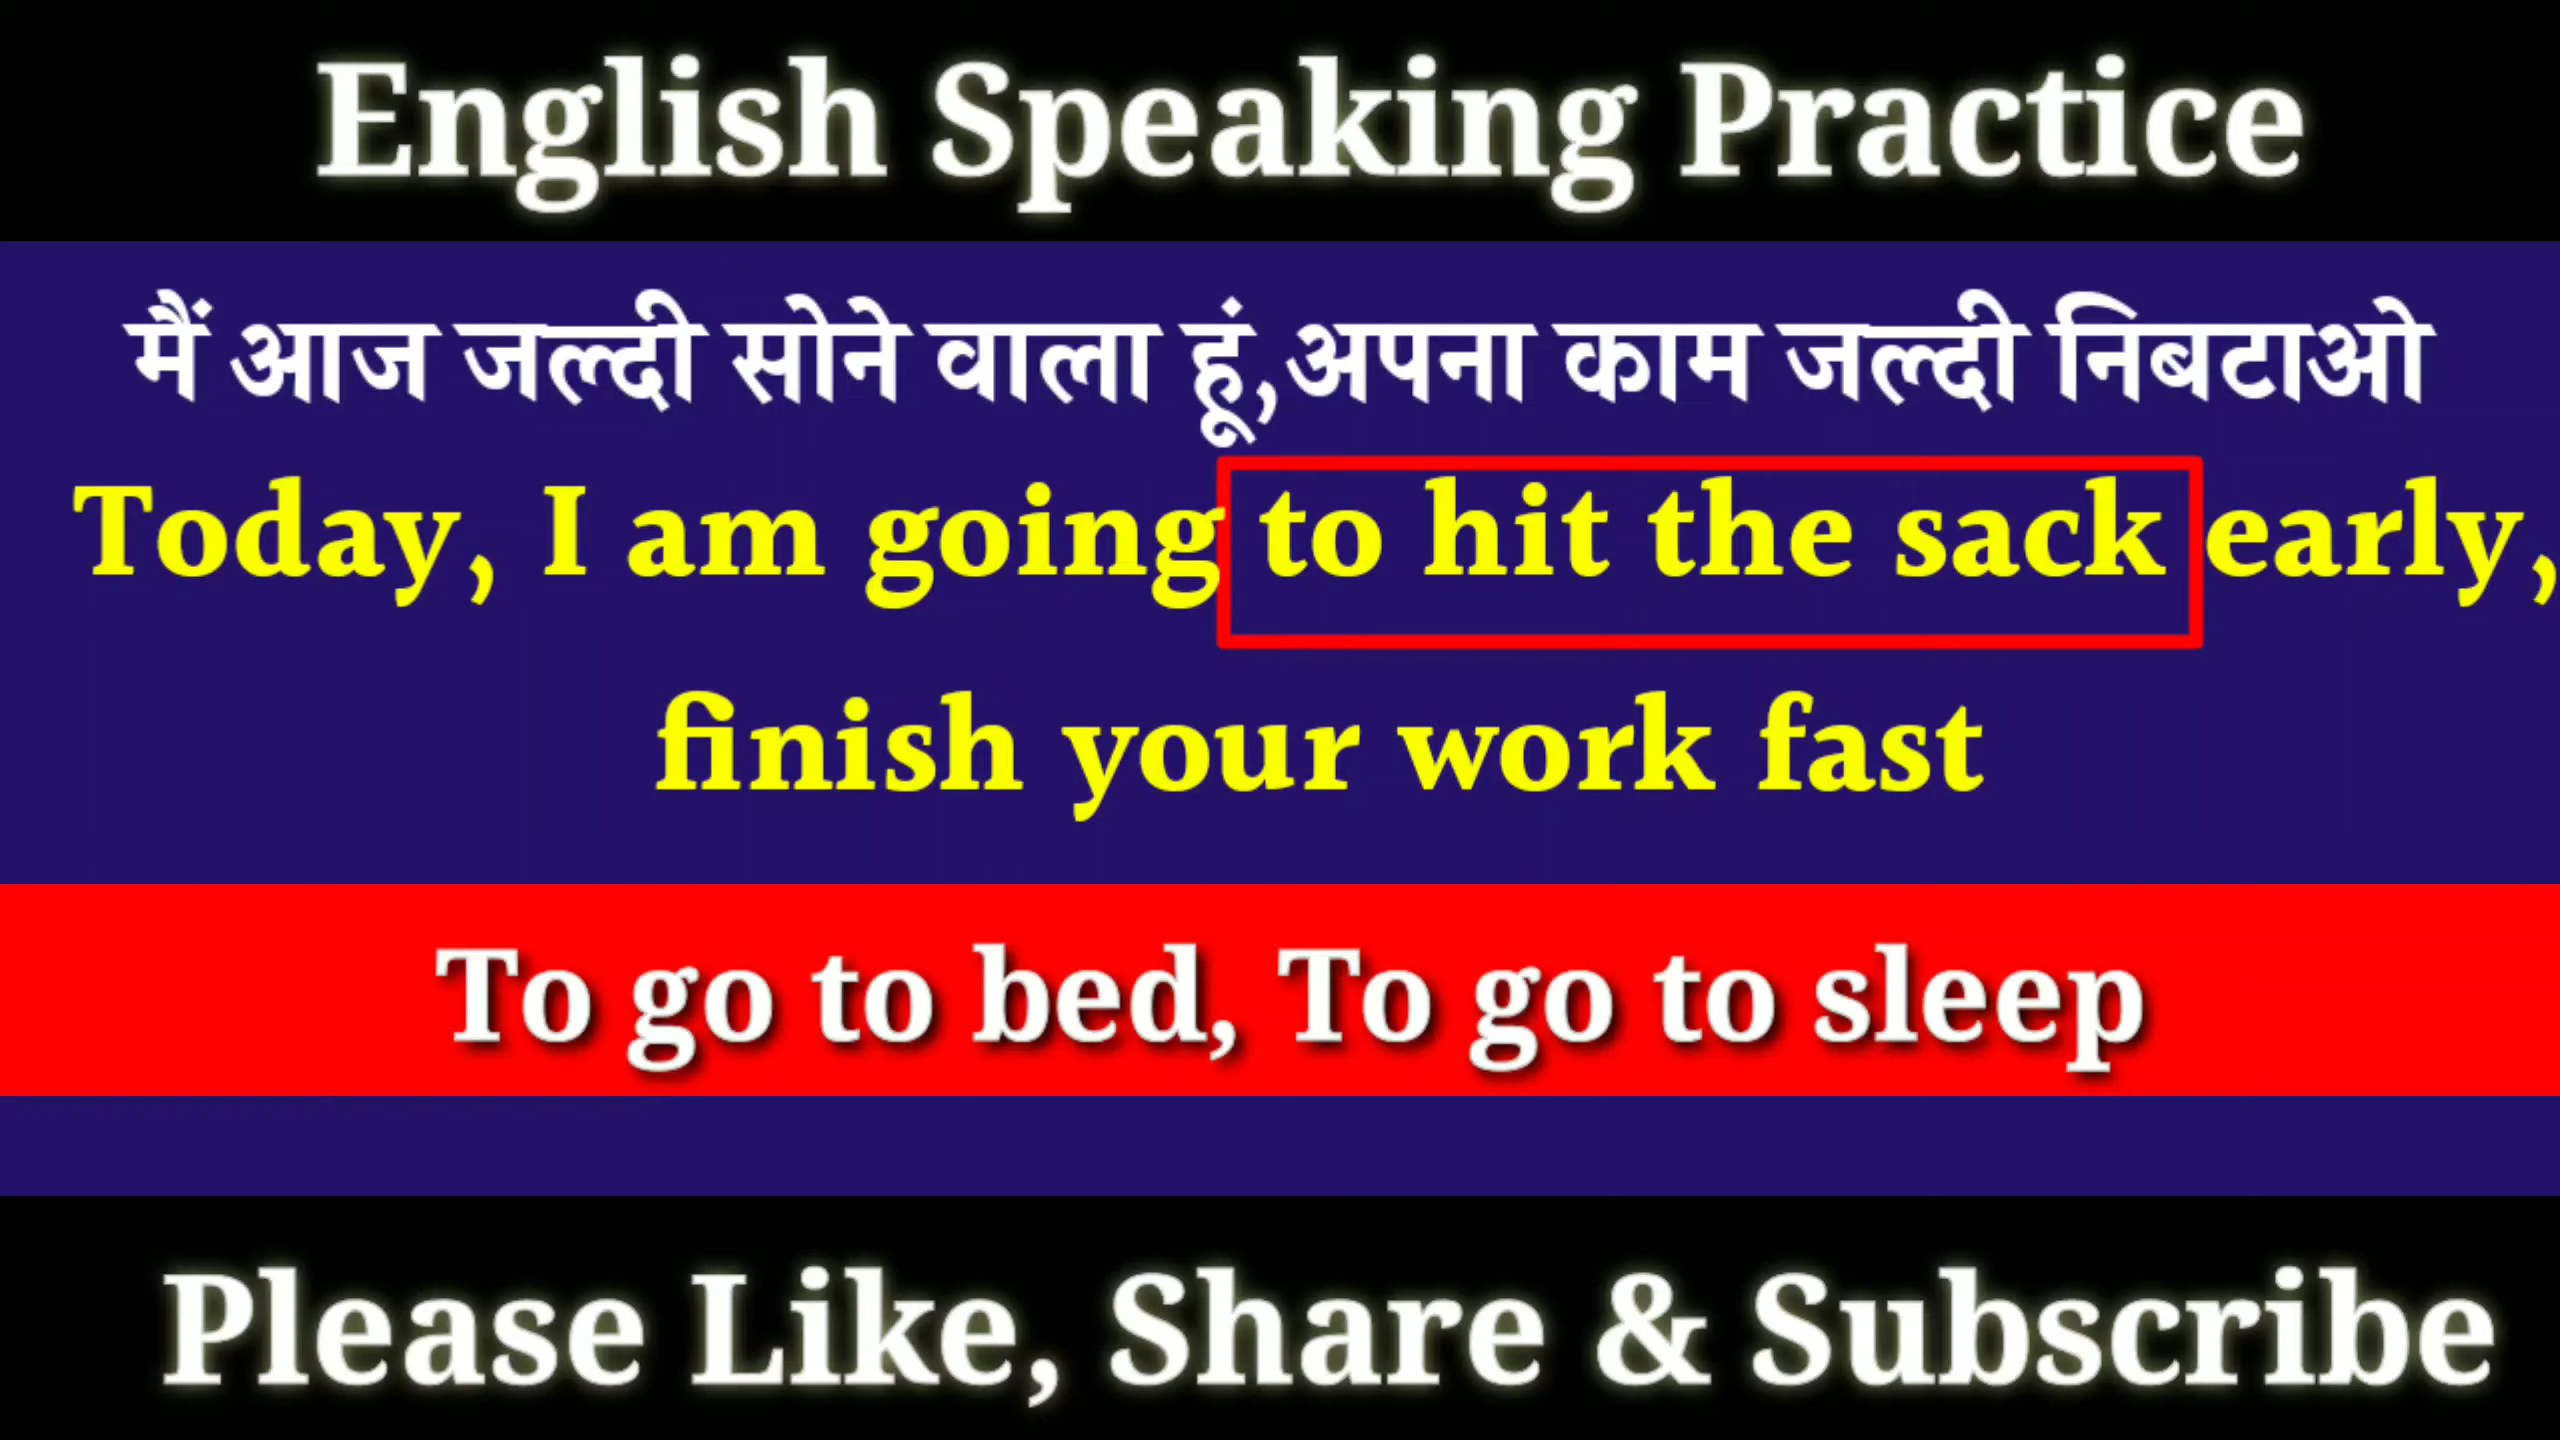 English Speaking Practice
मैं आज जल्दी सोने वाला हूं,अपना काम जल्दी निबटाओ
Today, I am going to hit the sack early,
finish your work fast
To go to bed, To go to sleep
Please Like, Share & Subscribe